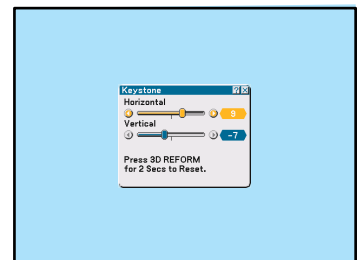 Keystone
Horizontal
9
Vertical
-7
Press 3D REFORM
for 2 Secs to Reset.